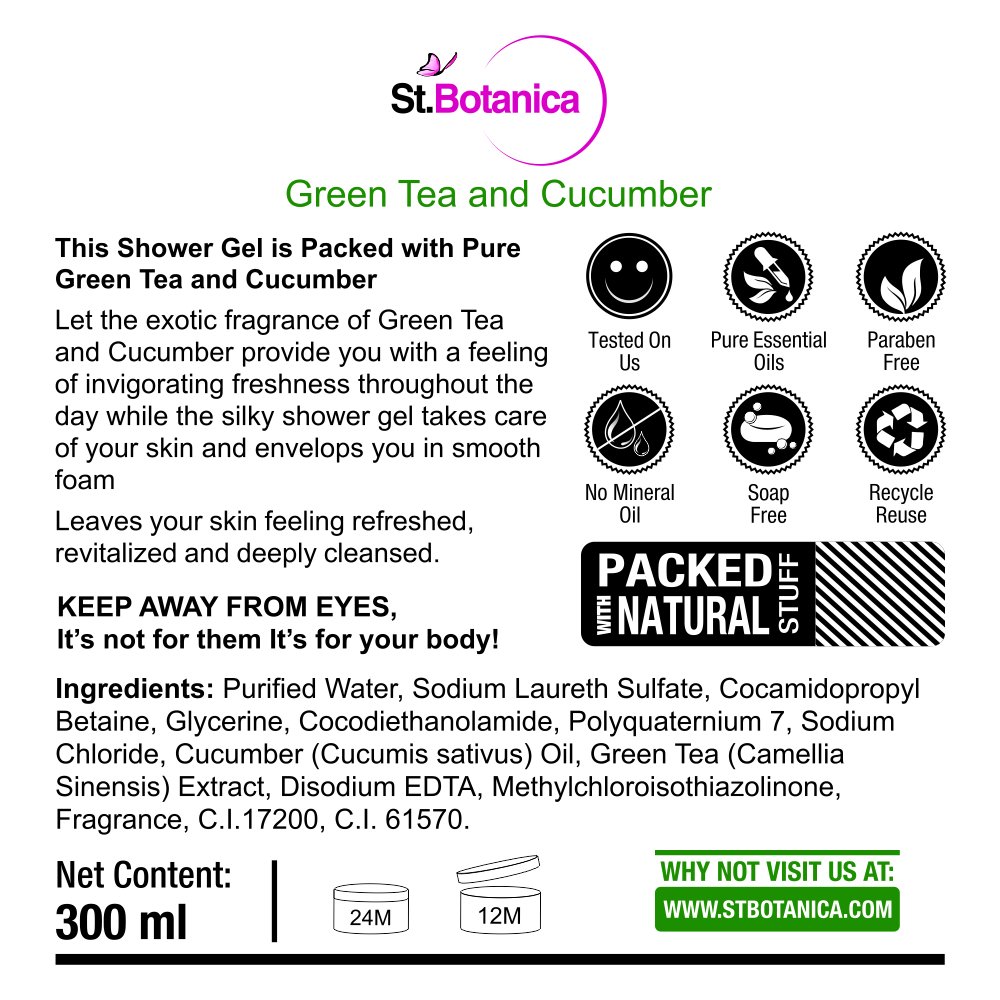 St.Botanica
Green Tea and Cucumber
This Shower Gel is Packed with Pure
Green Tea and Cucumber
Let the exotic fragrance of Green Tea
and Cucumber provide you with a feeling
of invigorating freshness throughout the
day while the silky shower gel takes care
of your skin and envelops you in smooth
foam
Leaves your skin feeling refreshed,
revitalized and deeply cleansed.
KEEP AWAY FROM EYES,
It's not for them It's for your body!
Tested On
Us
Pure Essential
Oils
Paraben
Free
No Mineral
Oil
Soap
Free
Recycle
Reuse
PACKED
WITH NATURAL STUFF
Ingredients: Purified Water, Sodium Laureth Sulfate, Cocamidopropyl
Betaine, Glycerine, Cocodiethanolamide, Polyquaternium 7, Sodium
Chloride, Cucumber (Cucumis sativus) Oil, Green Tea (Camellia
Sinensis) Extract, Disodium EDTA, Methylchloroisothiazolinone,
Fragrance, C.I.17200, C.I. 61570.
Net Content:
300 ml
24M
12M
WHY NOT VISIT US AT:
WWW.STBOTANICA.COM